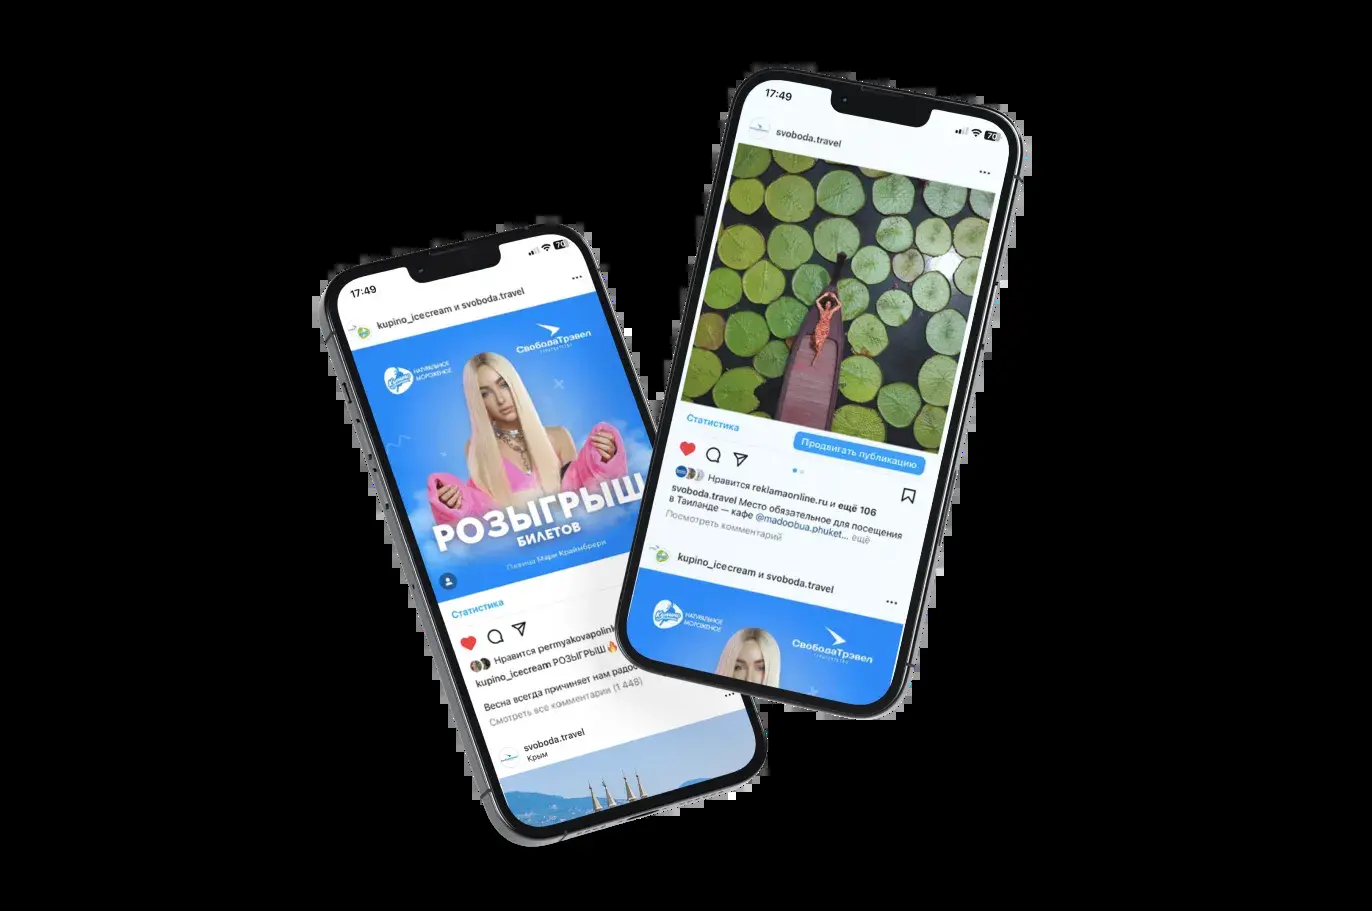 17:49
70
kupino_icecream и svoboda.travel
СвободаТрэвел
НАТУРАЛЬНОЕ
МОРОЖЕНОЕ
РОЗЫГРЫШ
БИЛЕТОВ
Певица Мари Краймбрери
Статистика
Нравится permyakovapolink
kupino_icecream РОЗЫГРЫШ🔥
Весна всегда причиняет нам радос
Смотреть все комментарии (1 448)
svoboda.travel
Крым
17:49
70
svoboda.travel
Статистика
Продвигать публикацию
Нравится reklamaonline.ru и ещё 106
svoboda.travel Место обязательное для посещения
в Таиланде — кафе @madoobua.phuket... ещё
Посмотреть комментарий
kupino_icecream и svoboda.travel
НАТУРАЛЬНОЕ
МОРОЖЕНОЕ
СвободаТрэвел